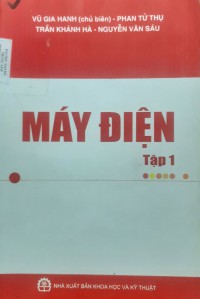 VŨ GIA HANH (chủ biên) - PHAN TỬ THỤ
TRẦN KHÁNH HÀ - NGUYỄN VĂN SÁU
MÁY ĐIỆN
Tập 1
NHÀ XUẤT BẢN KHOA HỌC VÀ KỸ THUẬT